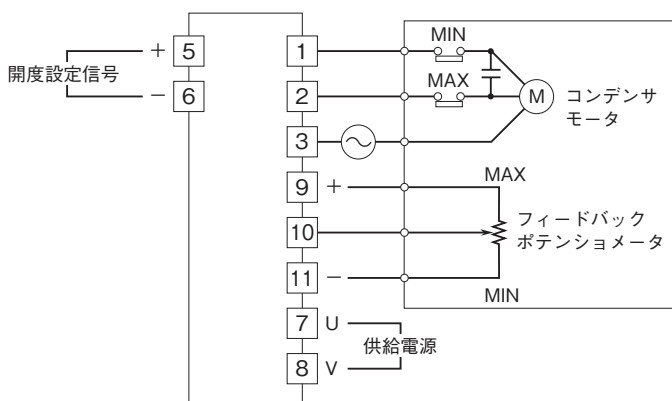 開度設定信号
+ 5
− 6
1
2
3
9 +
10
11 −
7 U
8 V
供給電源
MIN
MAX
M
コンデンサ
モータ
MAX
フィードバック
ポテンショメータ
MIN